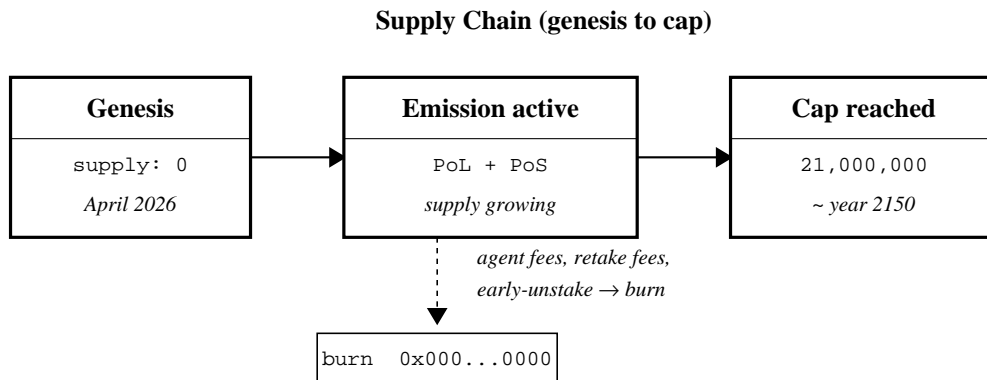 Supply Chain (genesis to cap)
Genesis
supply: 0
April 2026
Emission active
PoL + PoS
supply growing
Cap reached
21,000,000
~ year 2150
agent fees, retake fees,
early-unstake → burn
burn  0x000...0000